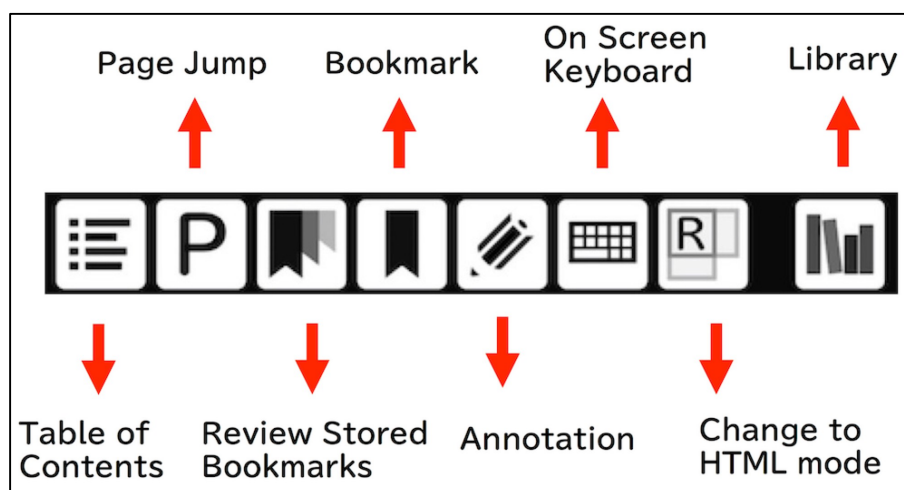 Page Jump
Bookmark
On Screen
Keyboard
Library
P
R
Table of
Contents
Review Stored
Bookmarks
Annotation
Change to
HTML mode